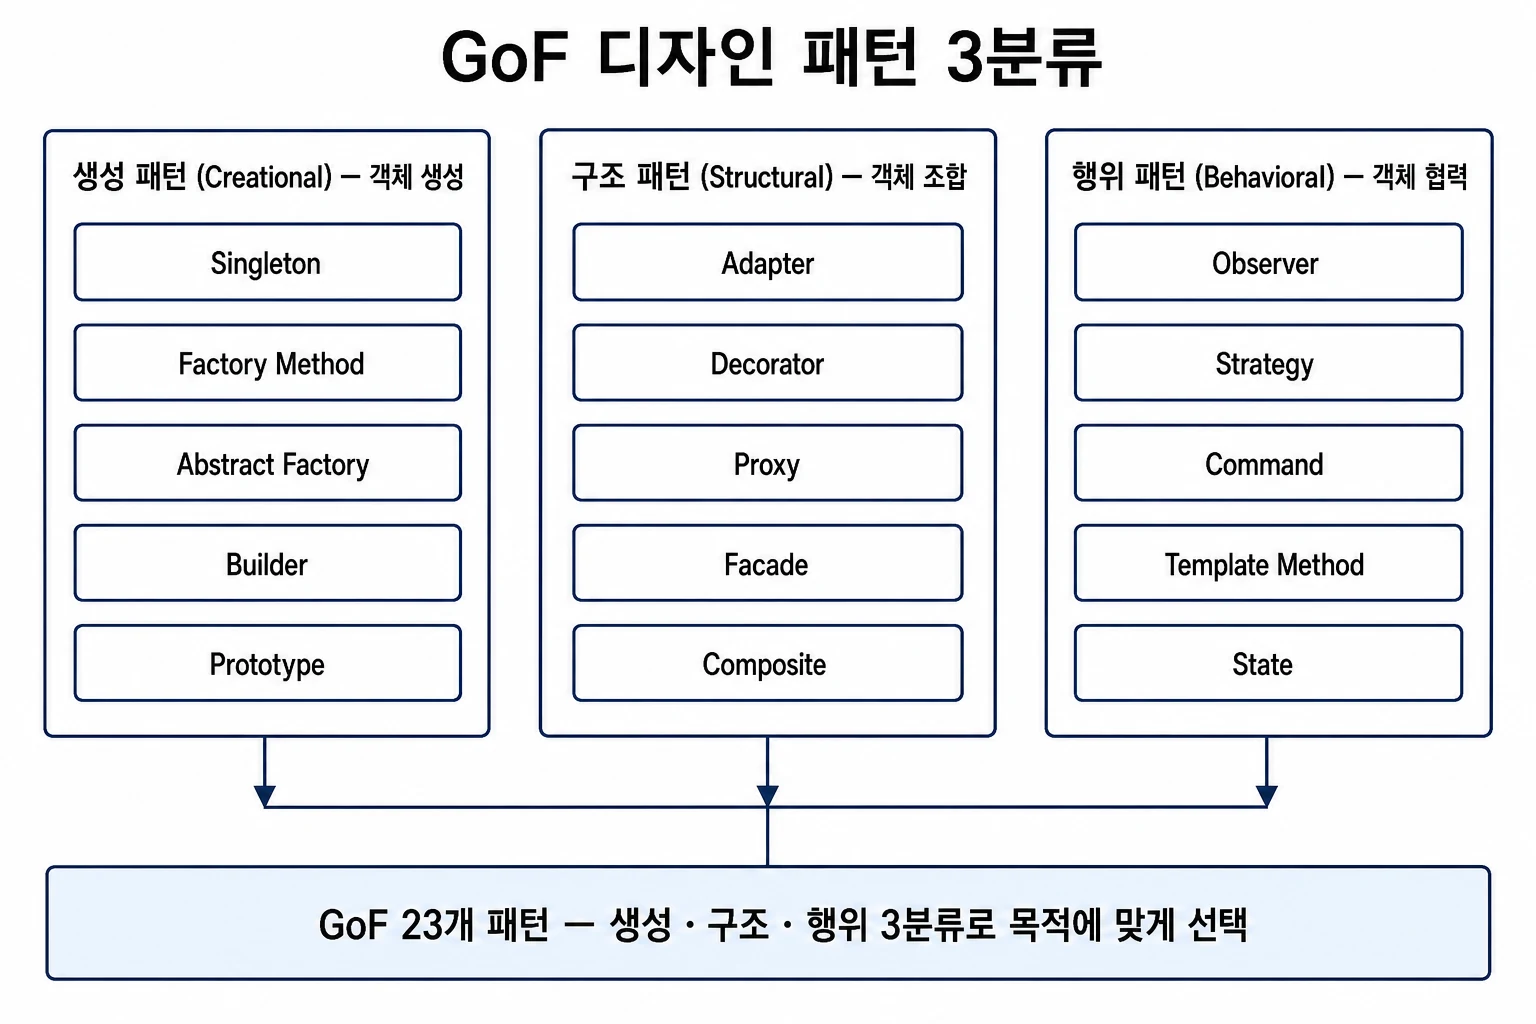 GoF 디자인 패턴 3분류
생성 패턴 (Creational) – 객체 생성
Singleton
Factory Method
Abstract Factory
Builder
Prototype
구조 패턴 (Structural) – 객체 조합
Adapter
Decorator
Proxy
Facade
Composite
행위 패턴 (Behavioral) – 객체 협력
Observer
Strategy
Command
Template Method
State
GoF 23개 패턴 – 생성 · 구조 · 행위 3분류로 목적에 맞게 선택